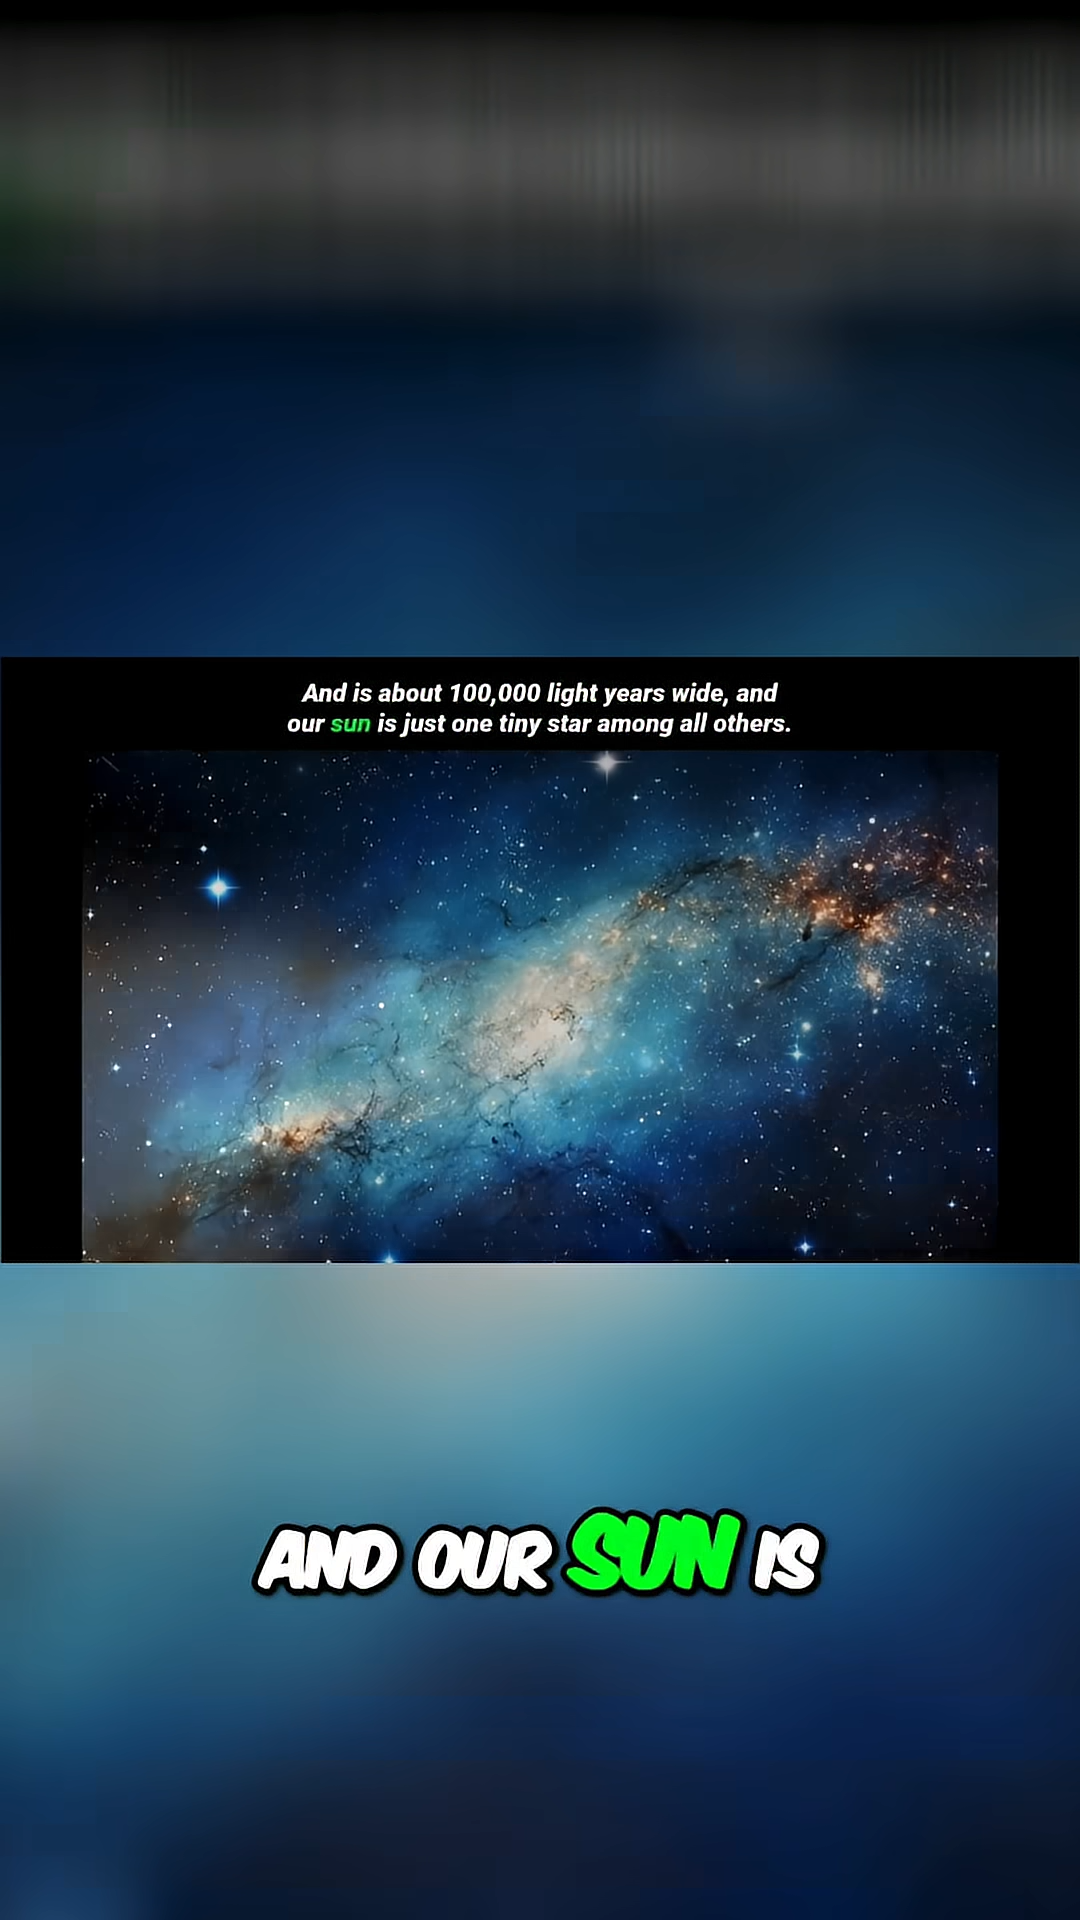 And is about 100,000 light years wide, and
our sun is just one tiny star among all others.
AND OUR SUN IS